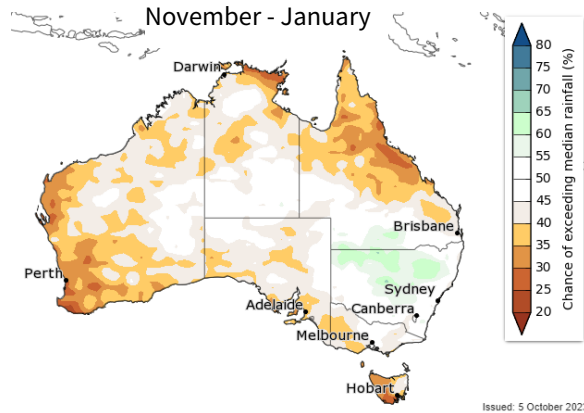 November - January
Darwin
Brisbane
Perth
Sydney
Adelaide
Canberra
Melbourne
Hobart
80
75
70
65
60
55
50
45
40
35
30
25
20
Chance of exceeding median rainfall (%)
Issued: 5 October